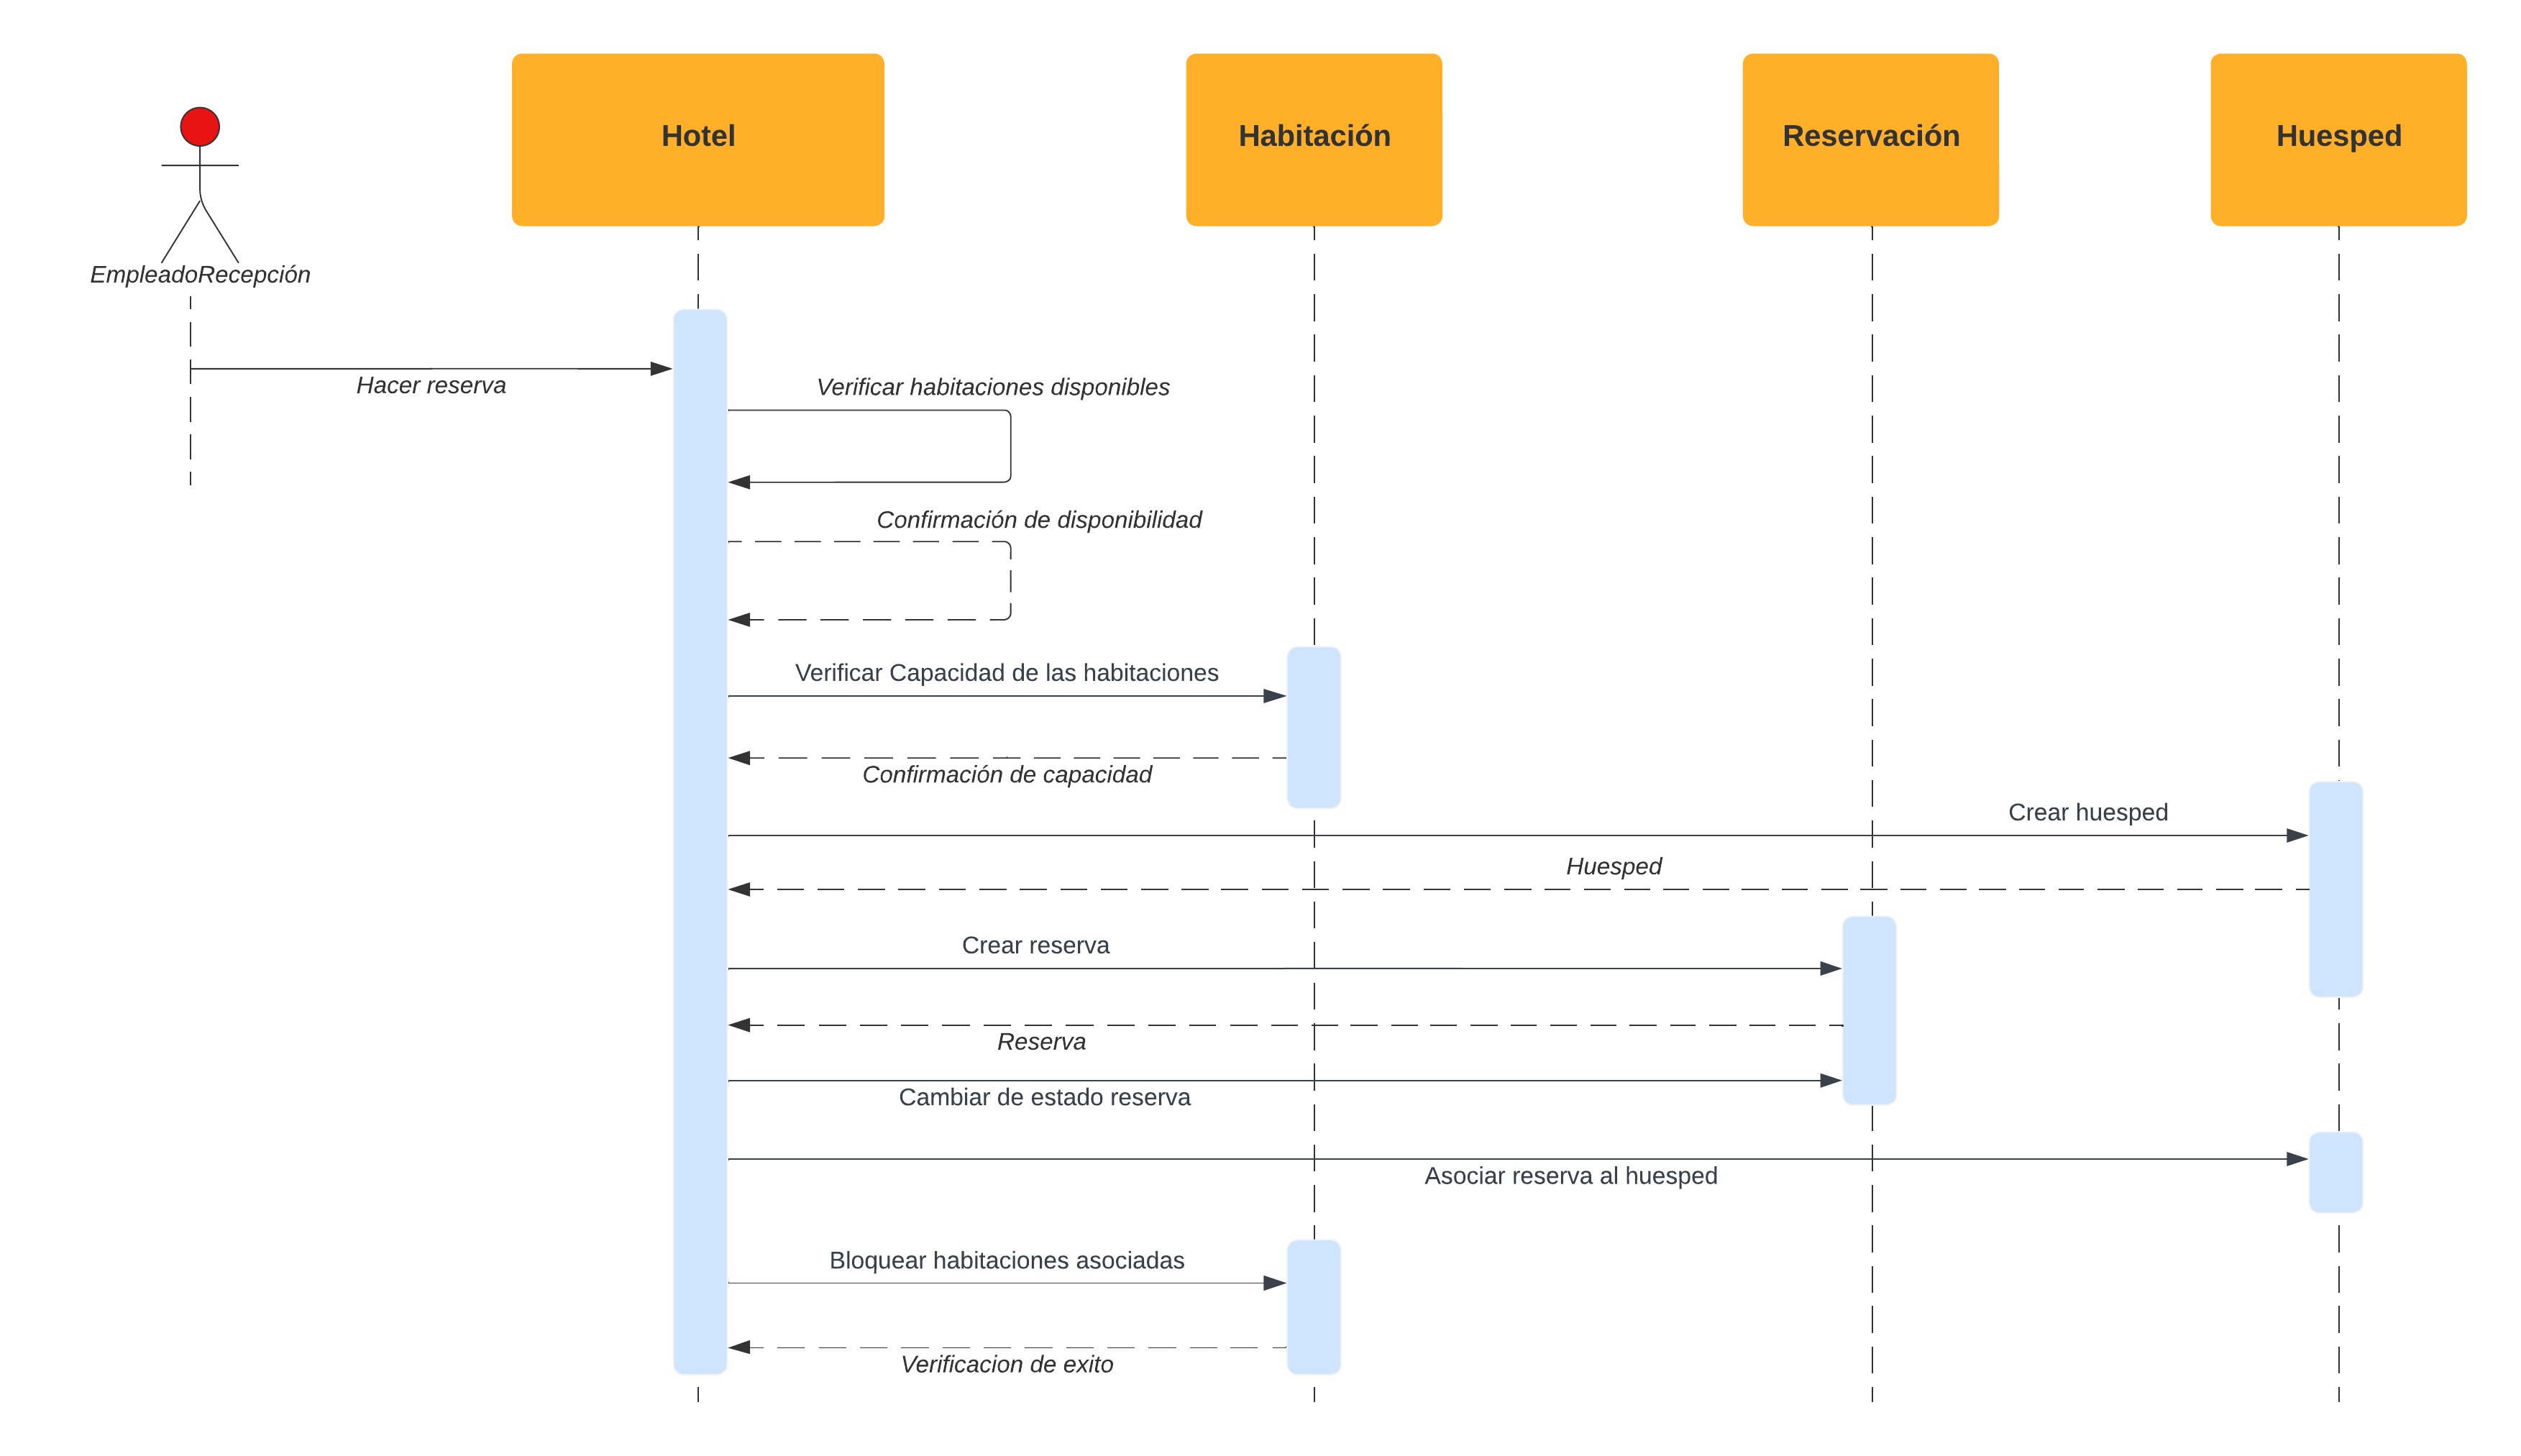 Hotel
Habitación
Reservación
Huesped
EmpleadoRecepción
Hacer reserva
Verificar habitaciones disponibles
Confirmación de disponibilidad
Verificar Capacidad de las habitaciones
Confirmación de capacidad
Crear huesped
Huesped
Crear reserva
Reserva
Cambiar de estado reserva
Asociar reserva al huesped
Bloquear habitaciones asociadas
Verificacion de exito